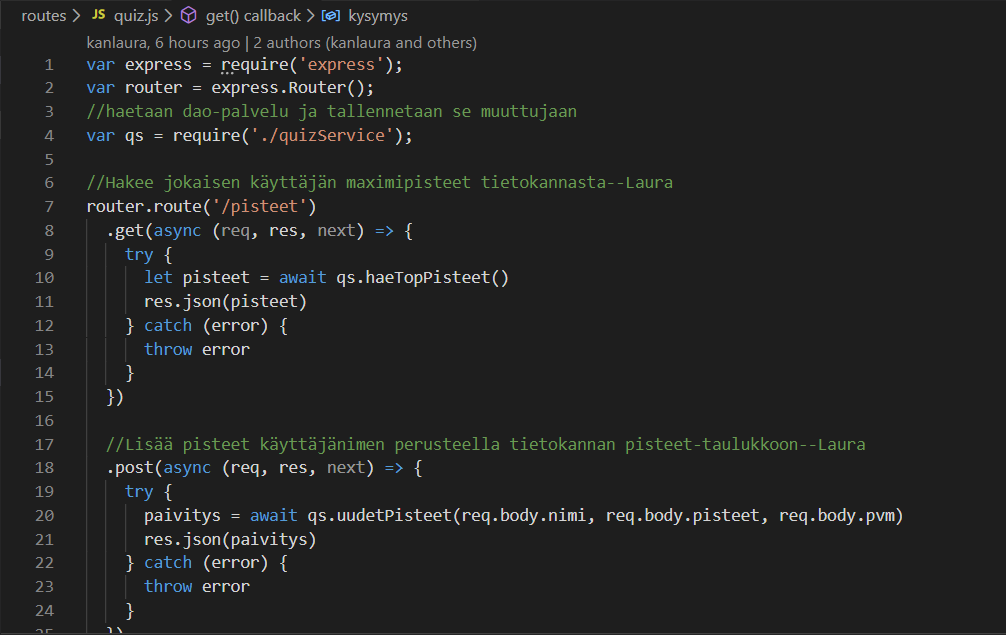 routes > JS quiz.js > get() callback > kysymys
kanlaura, 6 hours ago | 2 authors (kanlaura and others)
1 var express = require('express');
2 var router = express.Router();
3 //haetaan dao-palvelu ja tallennetaan se muuttujaan
4 var qs = require('./quizService');
5
6 //Hakee jokaisen käyttäjän maximipisteet tietokannasta--Laura
7 router.route('/pisteet')
8 .get(async (req, res, next) => {
9 try {
10 let pisteet = await qs.haeTopPisteet()
11 res.json(pisteet)
12 } catch (error) {
13 throw error
14 }
15 })
16
17 //Lisää pisteet käyttäjänimen perusteella tietokannan pisteet-taulukkoon--Laura
18 .post(async (req, res, next) => {
19 try {
20 paivitys = await qs.uudetPisteet(req.body.nimi, req.body.pisteet, req.body.pvm)
21 res.json(paivitys)
22 } catch (error) {
23 throw error
24 }
25 })